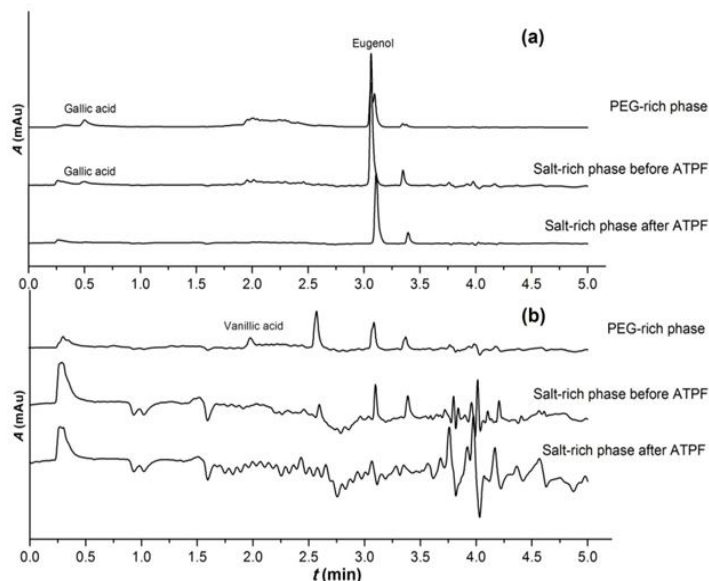 (a)
Eugenol
Gallic acid
PEG-rich phase
Gallic acid
Salt-rich phase before ATPF
Salt-rich phase after ATPF
A (mAu)
0.0 0.5 1.0 1.5 2.0 2.5 3.0 3.5 4.0 4.5 5.0
(b)
Vanillic acid
PEG-rich phase
Salt-rich phase before ATPF
Salt-rich phase after ATPF
A (mAu)
0.0 0.5 1.0 1.5 2.0 2.5 3.0 3.5 4.0 4.5 5.0
t (min)